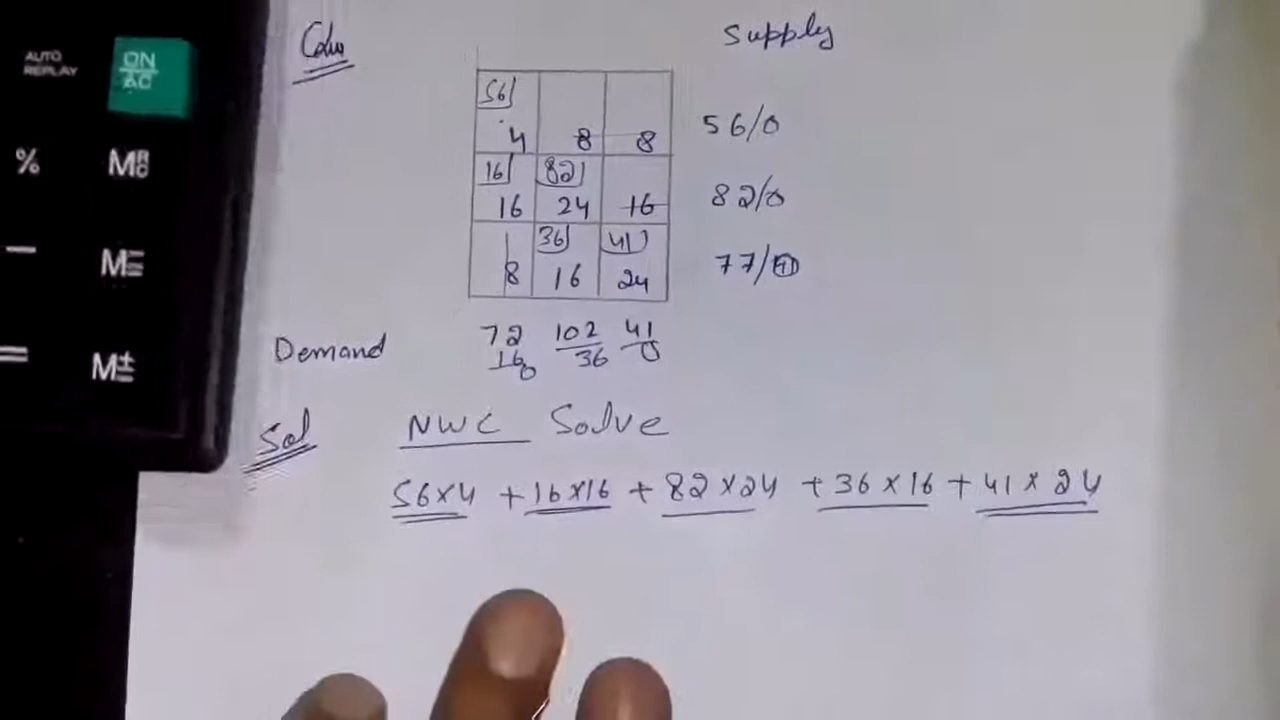 AUTO
REPLAY
ON
AC
%
MRC
−
M=
=
M±
Supply
56
4 8 8 56/0
16 82
16 24 16 82/0
36 41
8 16 24 77/41
Demand 72 102 41
16 36 0
0
Sol NWC Solve
56×4 + 16×16 + 82×24 + 36×16 + 41×24